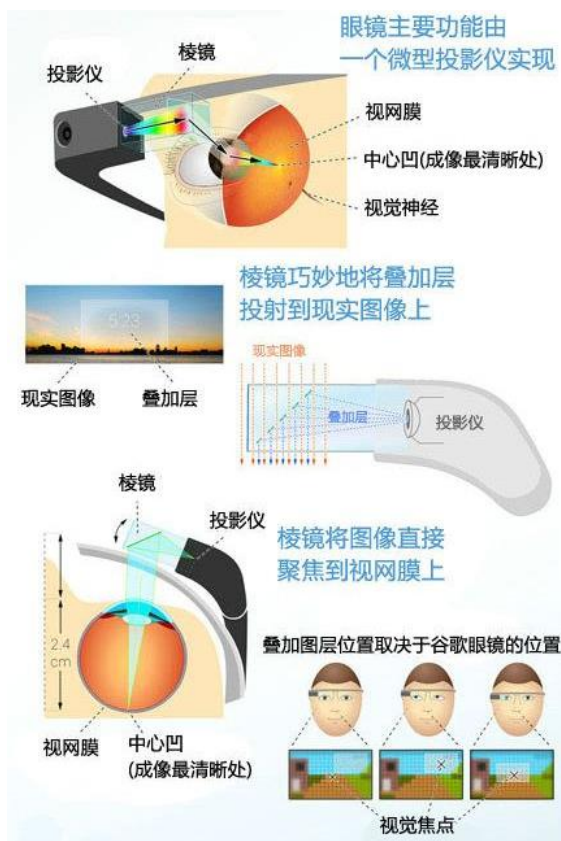 眼镜主要功能由
一个微型投影仪实现
棱镜
投影仪
视网膜
中心凹(成像最清晰处)
视觉神经
棱镜巧妙地将叠加层
投射到现实图像上
5:23
现实图像
叠加层
现实图像
叠加层
投影仪
棱镜
投影仪
棱镜将图像直接
聚焦到视网膜上
2.4
cm
视网膜
中心凹
(成像最清晰处)
叠加图层位置取决于谷歌眼镜的位置
视觉焦点